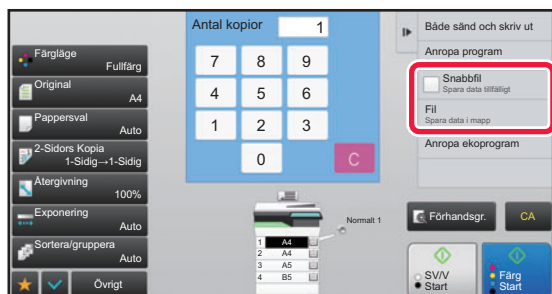 Antal kopior 1
Både sänd och skriv ut
Anropa program
Snabbfil
Spara data tillfälligt
Fil
Spara data i mapp
Anropa ekoprogram
Färgläge
Fullfärg
Original
A4
Pappersval
Auto
2-Sidors Kopia
1-Sidig→1-Sidig
Återgivning
100%
Exponering
Auto
Sortera/gruppera
Auto
Övrigt
7 8 9
4 5 6
1 2 3
0 C
Normalt 1
1 A4
2 A4
3 A5
4 B5
Förhandsgr.
CA
SV/V
Start
Färg
Start